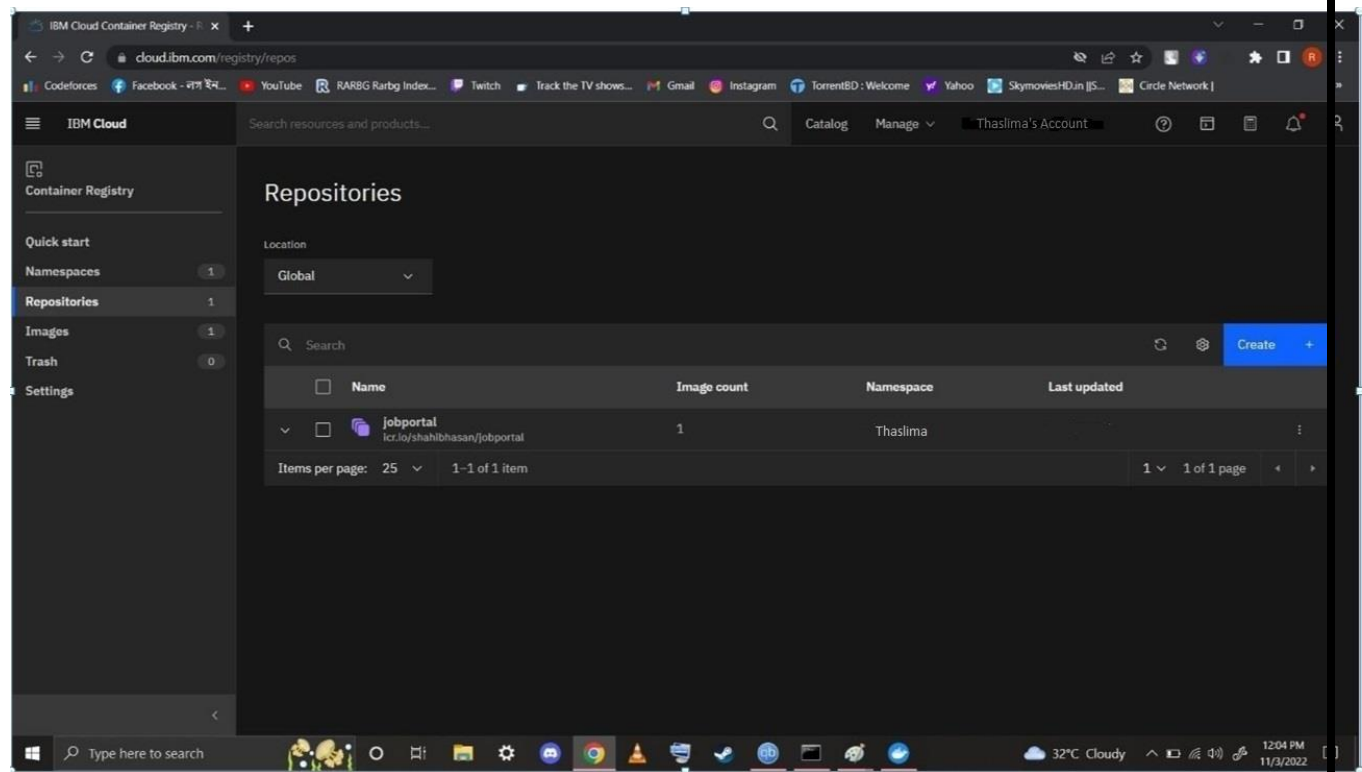 IBM Cloud Container Registry - R
cloud.ibm.com/registry/repos
Codeforces Facebook - লগ ইন... YouTube RARBG Rarbg Index... Twitch Track the TV shows... Gmail Instagram TorrentBD : Welcome Yahoo SkymoviesHD.in ||S... Circle Network | »
IBM Cloud Search resources and products... Catalog Manage Thaslima's Account
Container Registry
Quick start
Namespaces 1
Repositories 1
Images 1
Trash 0
Settings
Repositories
Location
Global
Search Create +
Name Image count Namespace Last updated
jobportal 1 Thaslima
icr.io/shahibhasan/jobportal
Items per page: 25 1–1 of 1 item 1 1 of 1 page
Type here to search 32°C Cloudy 12:04 PM
11/3/2022